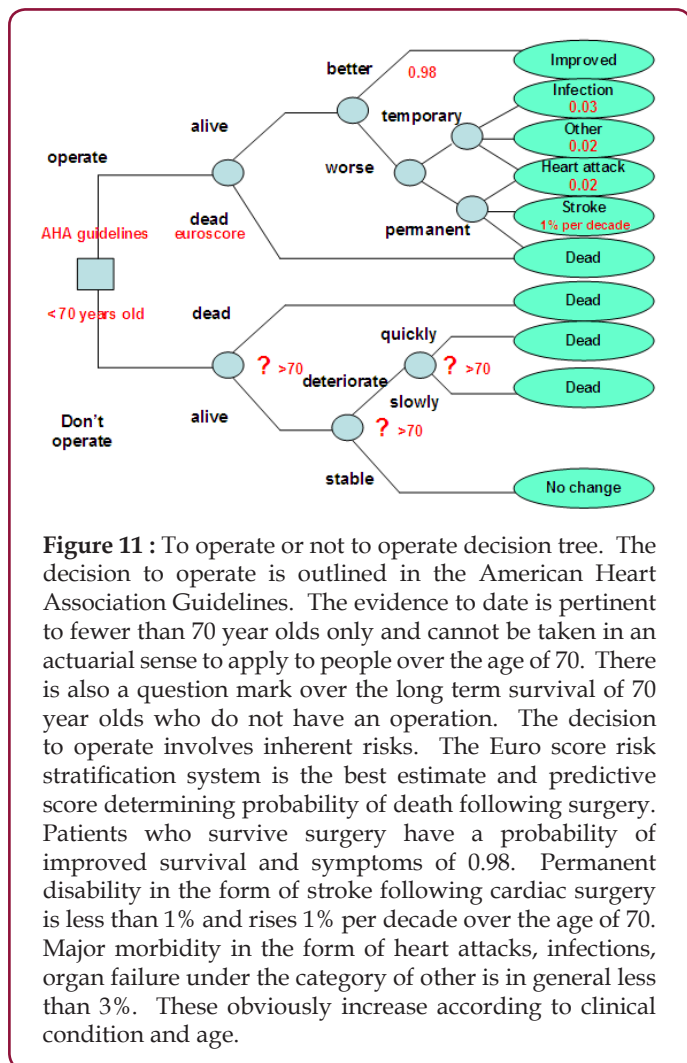 better
0.98
Improved
Infection
0.03
alive
temporary
Other
0.02
operate
worse
Heart attack
0.02
AHA guidelines
dead
euroscore
permanent
Stroke
1% per decade
Dead
<70 years old
dead
Dead
quickly
Dead
? >70
deteriorate
? >70
Dead
slowly
Don't
operate
alive
? >70
stable
No change
Figure 11 : To operate or not to operate decision tree. The
decision to operate is outlined in the American Heart
Association Guidelines. The evidence to date is pertinent
to fewer than 70 year olds only and cannot be taken in an
actuarial sense to apply to people over the age of 70. There
is also a question mark over the long term survival of 70
year olds who do not have an operation. The decision
to operate involves inherent risks. The Euro score risk
stratification system is the best estimate and predictive
score determining probability of death following surgery.
Patients who survive surgery have a probability of
improved survival and symptoms of 0.98. Permanent
disability in the form of stroke following cardiac surgery
is less than 1% and rises 1% per decade over the age of 70.
Major morbidity in the form of heart attacks, infections,
organ failure under the category of other is in general less
than 3%. These obviously increase according to clinical
condition and age.